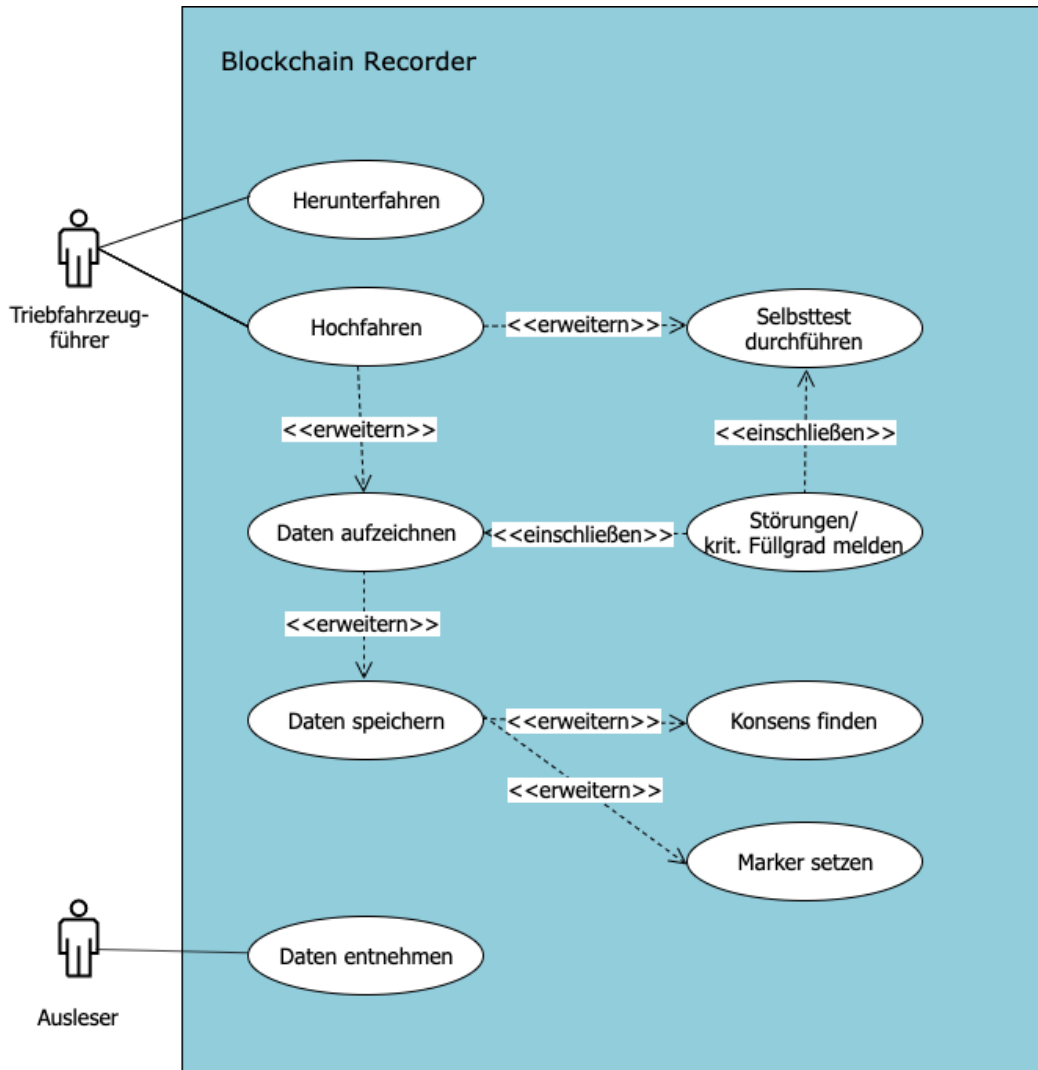 Blockchain Recorder
Herunterfahren
Triebfahrzeug-
führer
Hochfahren
<<erweitern>>
Selbsttest
durchführen
<<erweitern>>
<<einschließen>>
Daten aufzeichnen
<<einschließen>>
Störungen/
krit. Füllgrad melden
<<erweitern>>
Daten speichern
<<erweitern>>
Konsens finden
<<erweitern>>
Marker setzen
Daten entnehmen
Ausleser